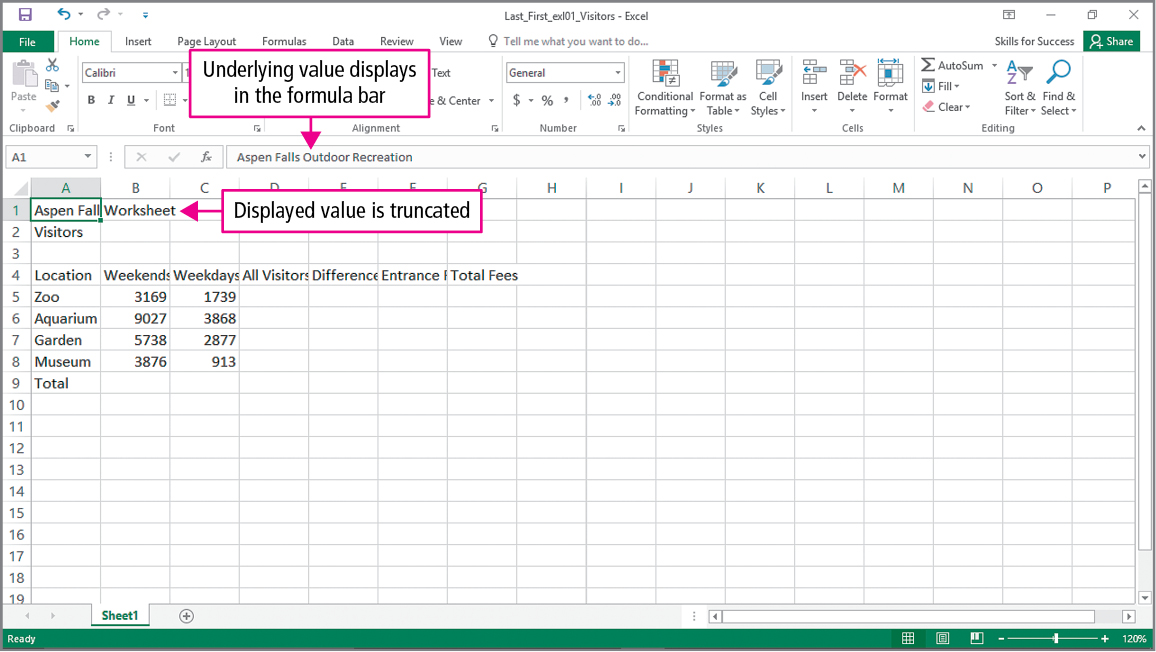 Last_First_exl01_Visitors - Excel
File Home Insert Page Layout Formulas Data Review View Tell me what you want to do... Skills for Success Share
Underlying value displays
in the formula bar
Paste
Clipboard
Calibri
B I U
Font
Text
e & Center
Alignment
General
$ % , .00 .00
Number
Conditional
Formatting
Format as
Table
Cell
Styles
Styles
Insert Delete Format
Cells
AutoSum
Fill
Clear
Sort &
Filter
Find &
Select
Editing
A1 fx Aspen Falls Outdoor Recreation
A B C D E F G H I J K L M N O P
1 Aspen Fall Worksheet
Displayed value is truncated
2 Visitors
3
4 Location Weekends Weekdays All Visitors Difference Entrance F Total Fees
5 Zoo 3169 1739
6 Aquarium 9027 3868
7 Garden 5738 2877
8 Museum 3876 913
9 Total
10
11
12
13
14
15
16
17
18
19
Sheet1
Ready 120%